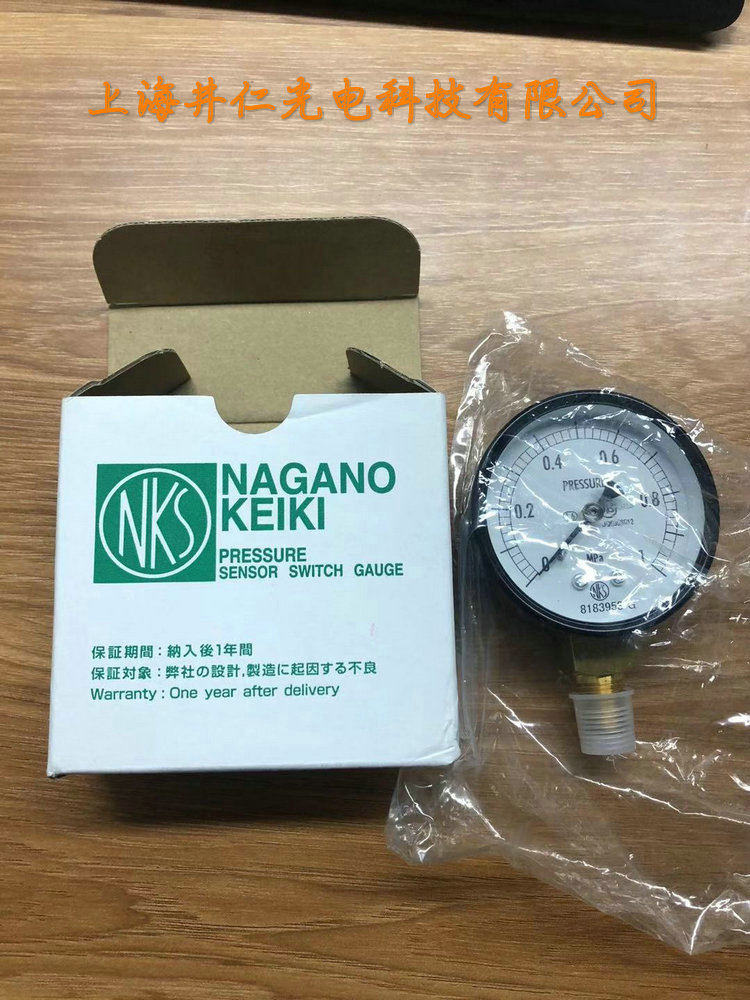 上海井仁光电科技有限公司
NKS
NAGANO
KEIKI
PRESSURE
SENSOR SWITCH GAUGE
保証期間：納入後1年間
保証対象：弊社の設計,製造に起因する不良
Warranty : One year after delivery
0.4 0.6
PRESSURE
0.2 0.8
0 MPa 1
NKS
G